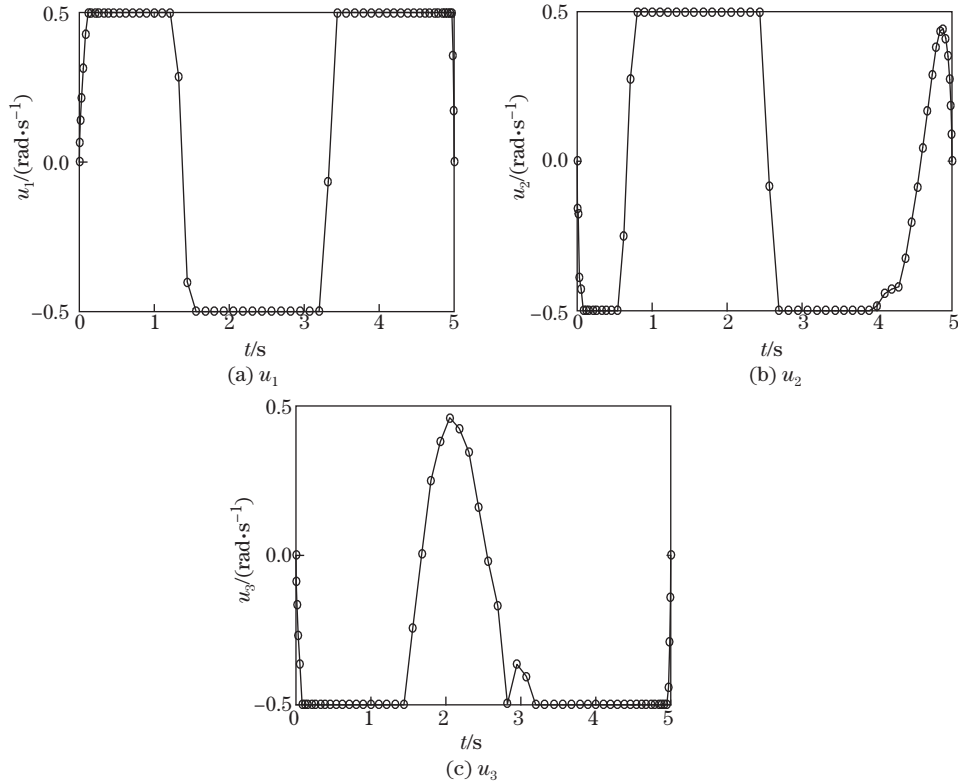 0.5
0.0
−0.5
u₁/(rad·s⁻¹)
0 1 2 3 4 5
t/s
(a) u₁
0.5
0.0
−0.5
u₂/(rad·s⁻¹)
0 1 2 3 4 5
t/s
(b) u₂
0.5
0.0
−0.5
u₃/(rad·s⁻¹)
0 1 2 3 4 5
t/s
(c) u₃